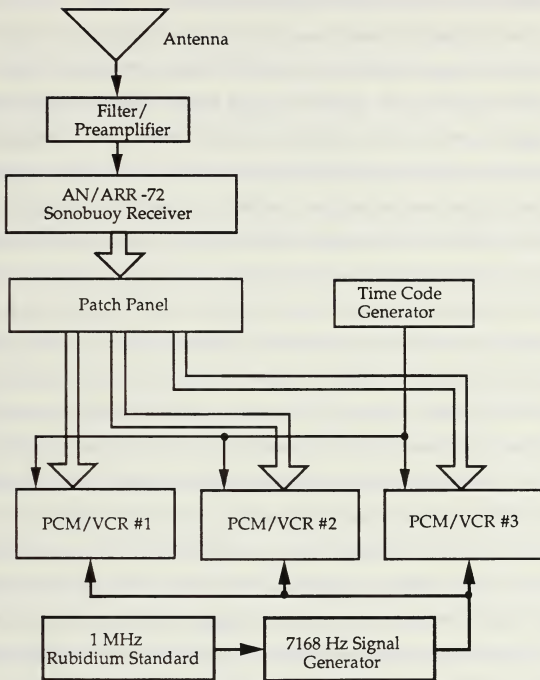 Antenna
Filter/
Preamplifier
AN/ARR -72
Sonobuoy Receiver
Patch Panel
Time Code
Generator
PCM/VCR #1
PCM/VCR #2
PCM/VCR #3
1 MHz
Rubidium Standard
7168 Hz Signal
Generator